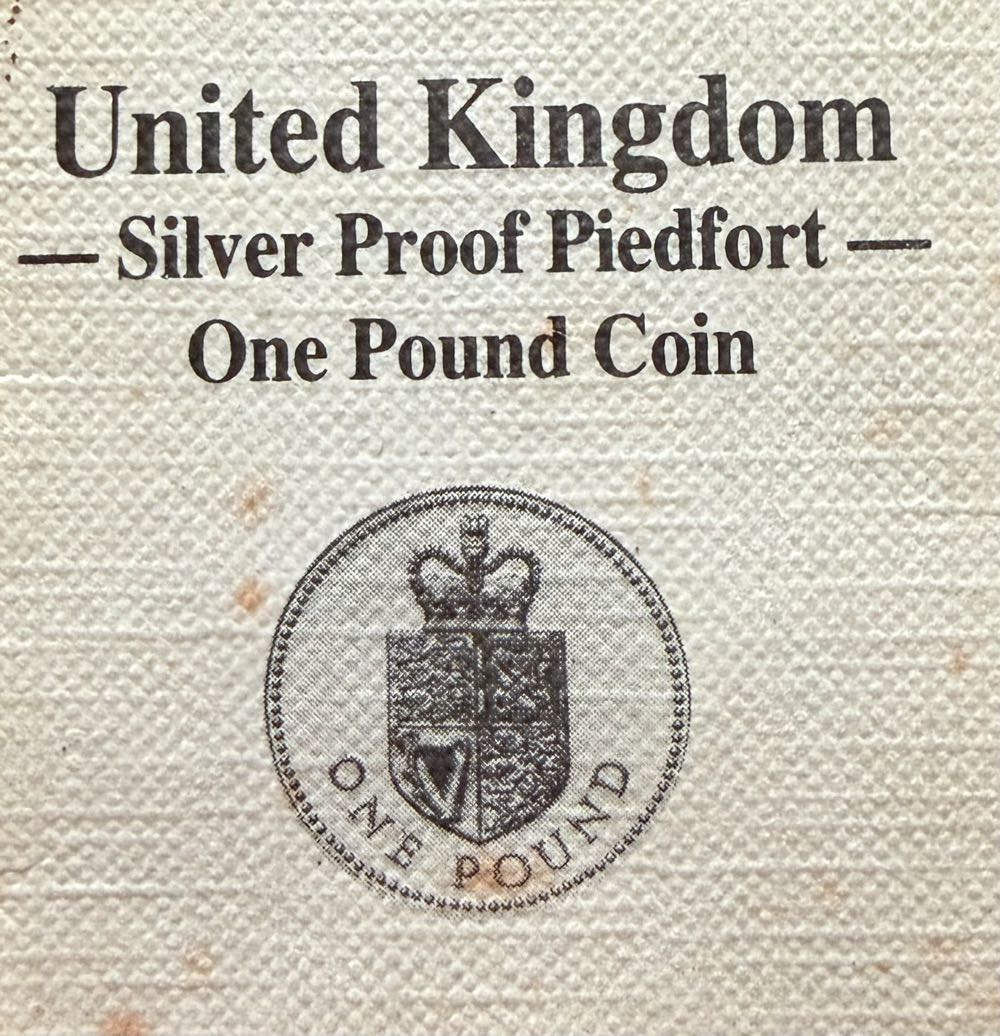 United Kingdom
— Silver Proof Piedfort —
One Pound Coin
ONE POUND